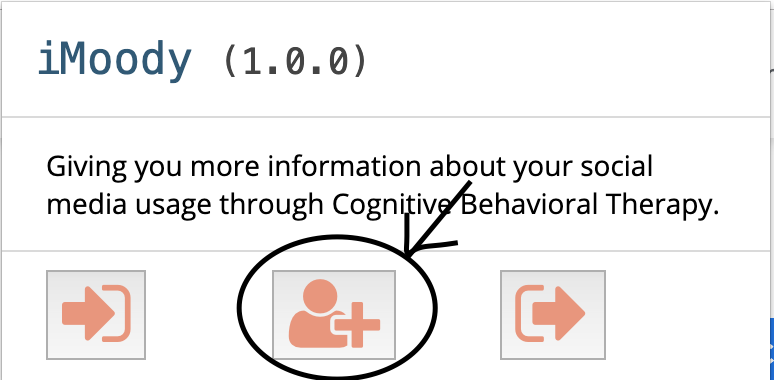 iMoody (1.0.0)
Giving you more information about your social
media usage through Cognitive Behavioral Therapy.